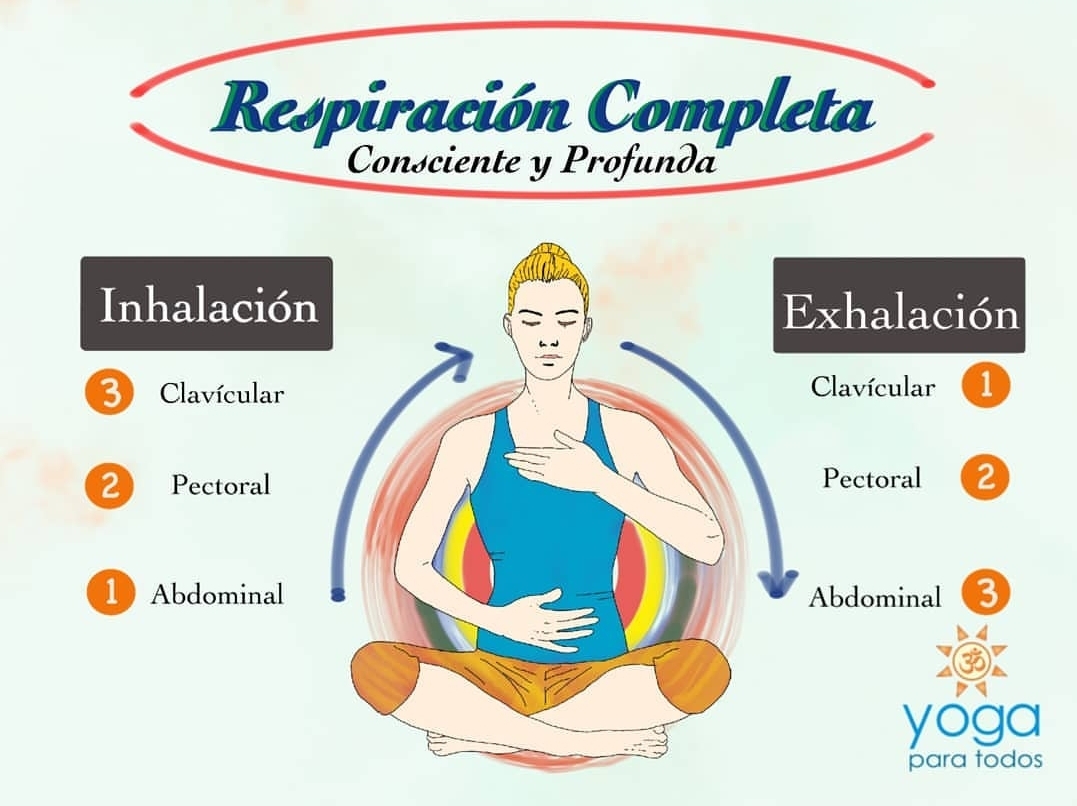 Respiración Completa
Consciente y Profunda
Inhalación
3 Clavícular
2 Pectoral
1 Abdominal
Exhalación
Clavícular 1
Pectoral 2
Abdominal 3
ॐ
yoga
para todos